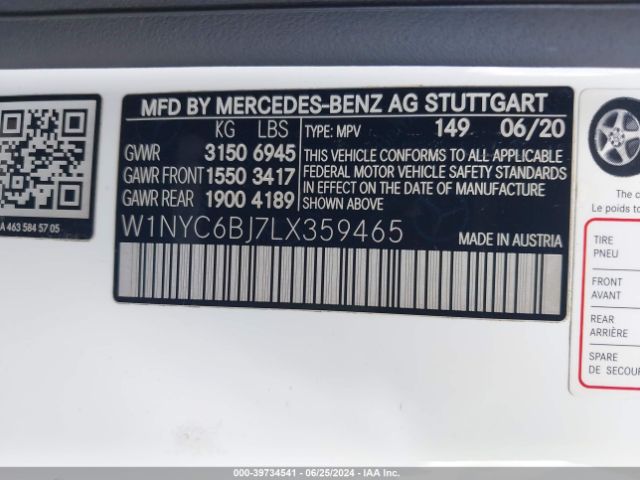 MFD BY MERCEDES-BENZ AG STUTTGART
KG LBS TYPE: MPV 149 06/20
GVWR 3150 6945
GAWR FRONT 1550 3417
GAWR REAR 1900 4189
THIS VEHICLE CONFORMS TO ALL APPLICABLE
FEDERAL MOTOR VEHICLE SAFETY STANDARDS
IN EFFECT ON THE DATE OF MANUFACTURE
SHOWN ABOVE
W1NYC6BJ7LX359465
MADE IN AUSTRIA
A 463 584 57 05
The c
Le poids to
TIRE
PNEU
FRONT
AVANT
REAR
ARRIÈRE
SPARE
DE SECOUR
000-39734541 - 06/25/2024 - IAA, Inc.